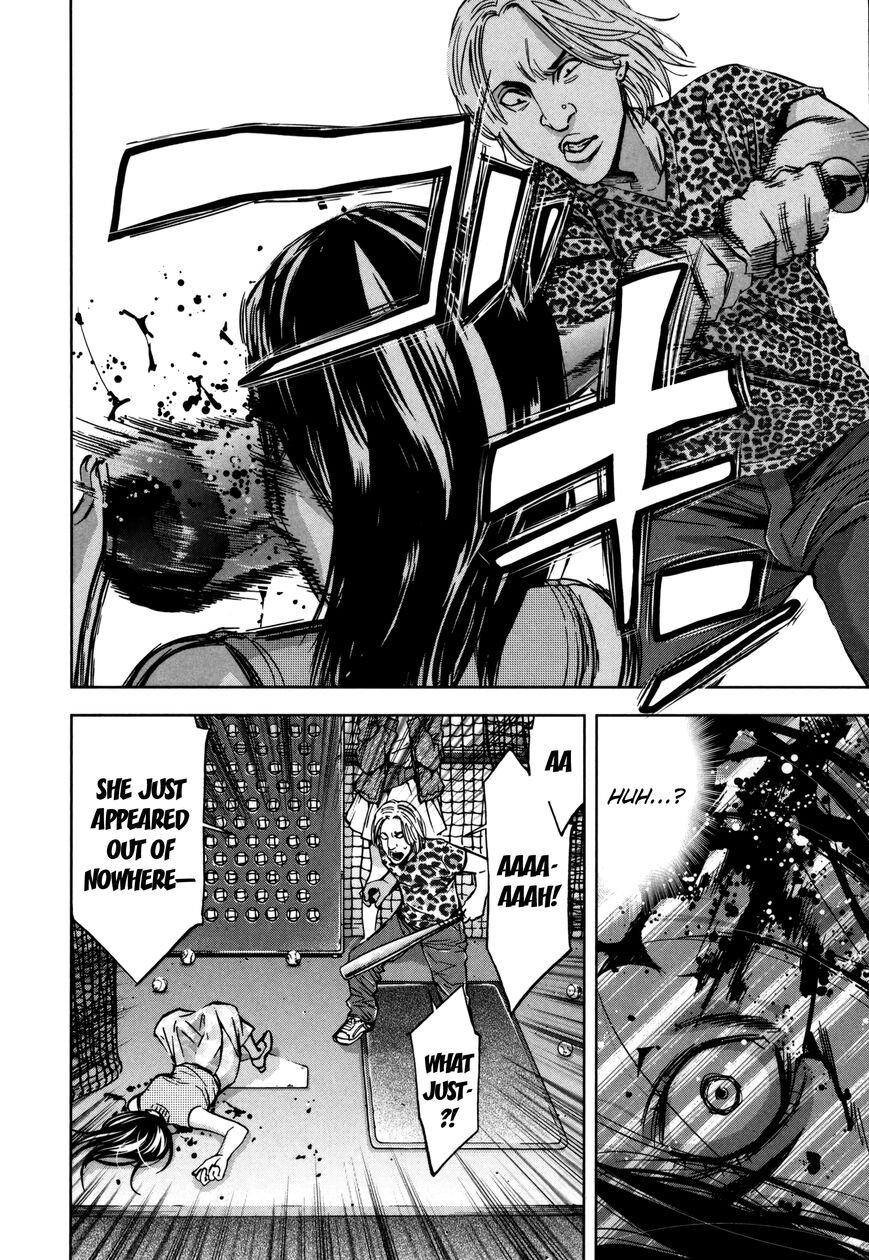 HUH...?
AA
AAAA-
AAAH!
WHAT
JUST-
?!
SHE JUST
APPEARED
OUT OF
NOWHERE—